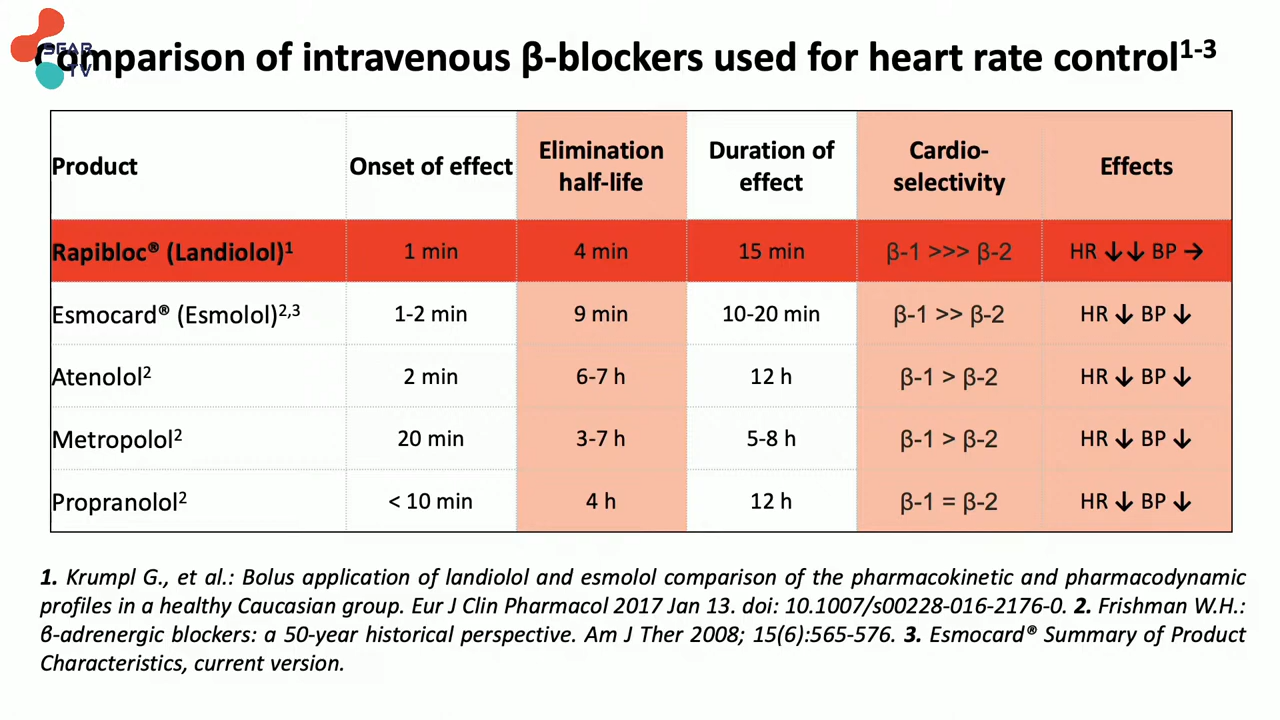 SFAR
TV
Comparison of intravenous β-blockers used for heart rate control1-3
Product Onset of effect Elimination half-life Duration of effect Cardio-selectivity Effects
Rapibloc® (Landiolol)1 1 min 4 min 15 min β-1 >>> β-2 HR ↓↓ BP →
Esmocard® (Esmolol)2,3 1-2 min 9 min 10-20 min β-1 >> β-2 HR ↓ BP ↓
Atenolol2 2 min 6-7 h 12 h β-1 > β-2 HR ↓ BP ↓
Metropolol2 20 min 3-7 h 5-8 h β-1 > β-2 HR ↓ BP ↓
Propranolol2 < 10 min 4 h 12 h β-1 = β-2 HR ↓ BP ↓
1. Krumpl G., et al.: Bolus application of landiolol and esmolol comparison of the pharmacokinetic and pharmacodynamic
profiles in a healthy Caucasian group. Eur J Clin Pharmacol 2017 Jan 13. doi: 10.1007/s00228-016-2176-0. 2. Frishman W.H.:
β-adrenergic blockers: a 50-year historical perspective. Am J Ther 2008; 15(6):565-576. 3. Esmocard® Summary of Product
Characteristics, current version.